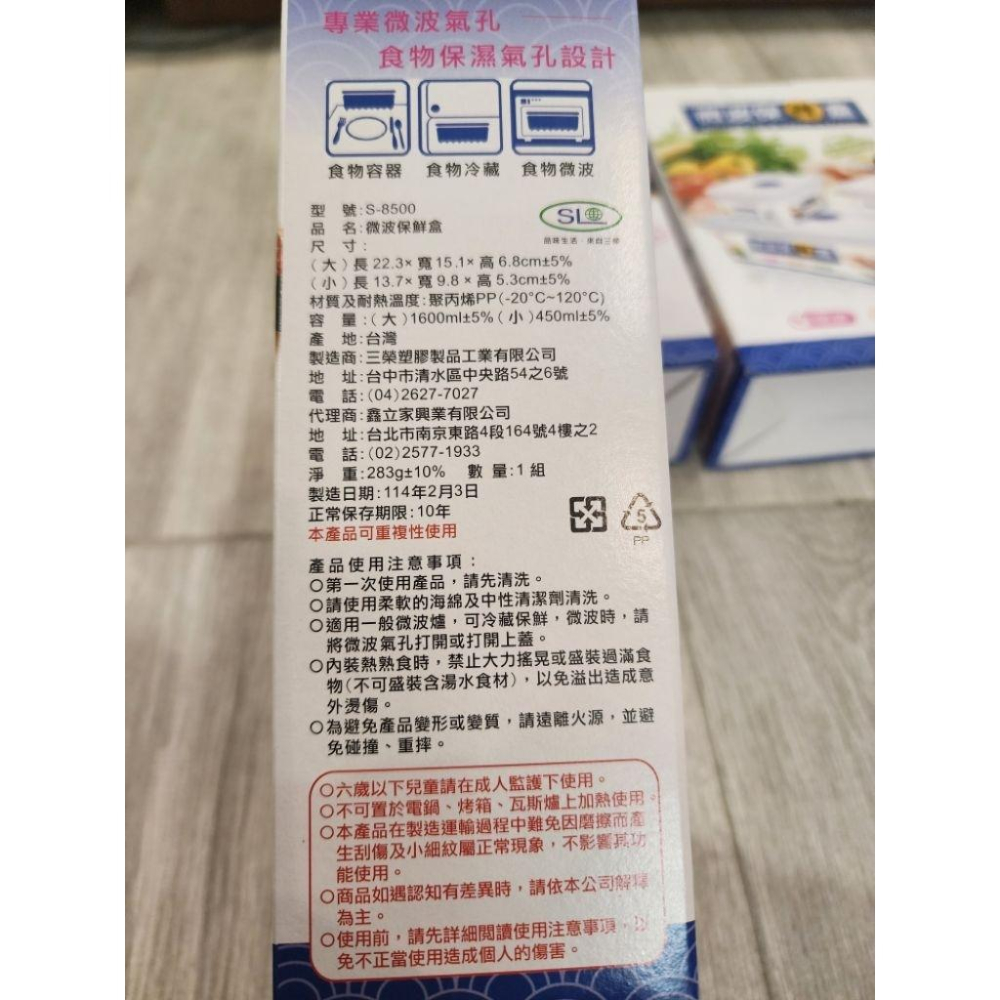 專業微波氣孔
食物保濕氣孔設計
食物容器 食物冷藏 食物微波
型 號:S-8500
品 名:微波保鮮盒
尺 寸:
(大)長 22.3× 寬 15.1× 高 6.8cm±5%
(小)長 13.7× 寬 9.8 × 高 5.3cm±5%
材質及耐熱溫度:聚丙烯PP(-20°C~120°C)
容 量:(大)1600ml±5%(小)450ml±5%
產 地:台灣
製造商:三榮塑膠製品工業有限公司
地 址:台中市清水區中央路54之6號
電 話:(04)2627-7027
代理商:鑫立家興業有限公司
地 址:台北市南京東路4段164號4樓之2
電 話:(02)2577-1933
淨 重:283g±10% 數 量:1 組
製造日期:114年2月3日
正常保存期限:10年
本產品可重複性使用
SL
5
PP
產品使用注意事項:
○第一次使用產品,請先清洗。
○請使用柔軟的海綿及中性清潔劑清洗。
○適用一般微波爐,可冷藏保鮮,微波時,請
將微波氣孔打開或打開上蓋。
○內裝熱熟食時,禁止大力搖晃或盛裝過滿食
物(不可盛裝含湯水食材),以免溢出造成意
外燙傷。
○為避免產品變形或變質,請遠離火源,並避
免碰撞、重摔。
○六歲以下兒童請在成人監護下使用。
○不可置於電鍋、烤箱、瓦斯爐上加熱使用。
○本產品在製造運輸過程中難免因磨擦而產
生刮傷及小細紋屬正常現象,不影響其功
能使用。
○商品如遇認知有差異時,請依本公司解釋
為主。
○使用前,請先詳細閱讀使用注意事項,以
免不正當使用造成個人的傷害。